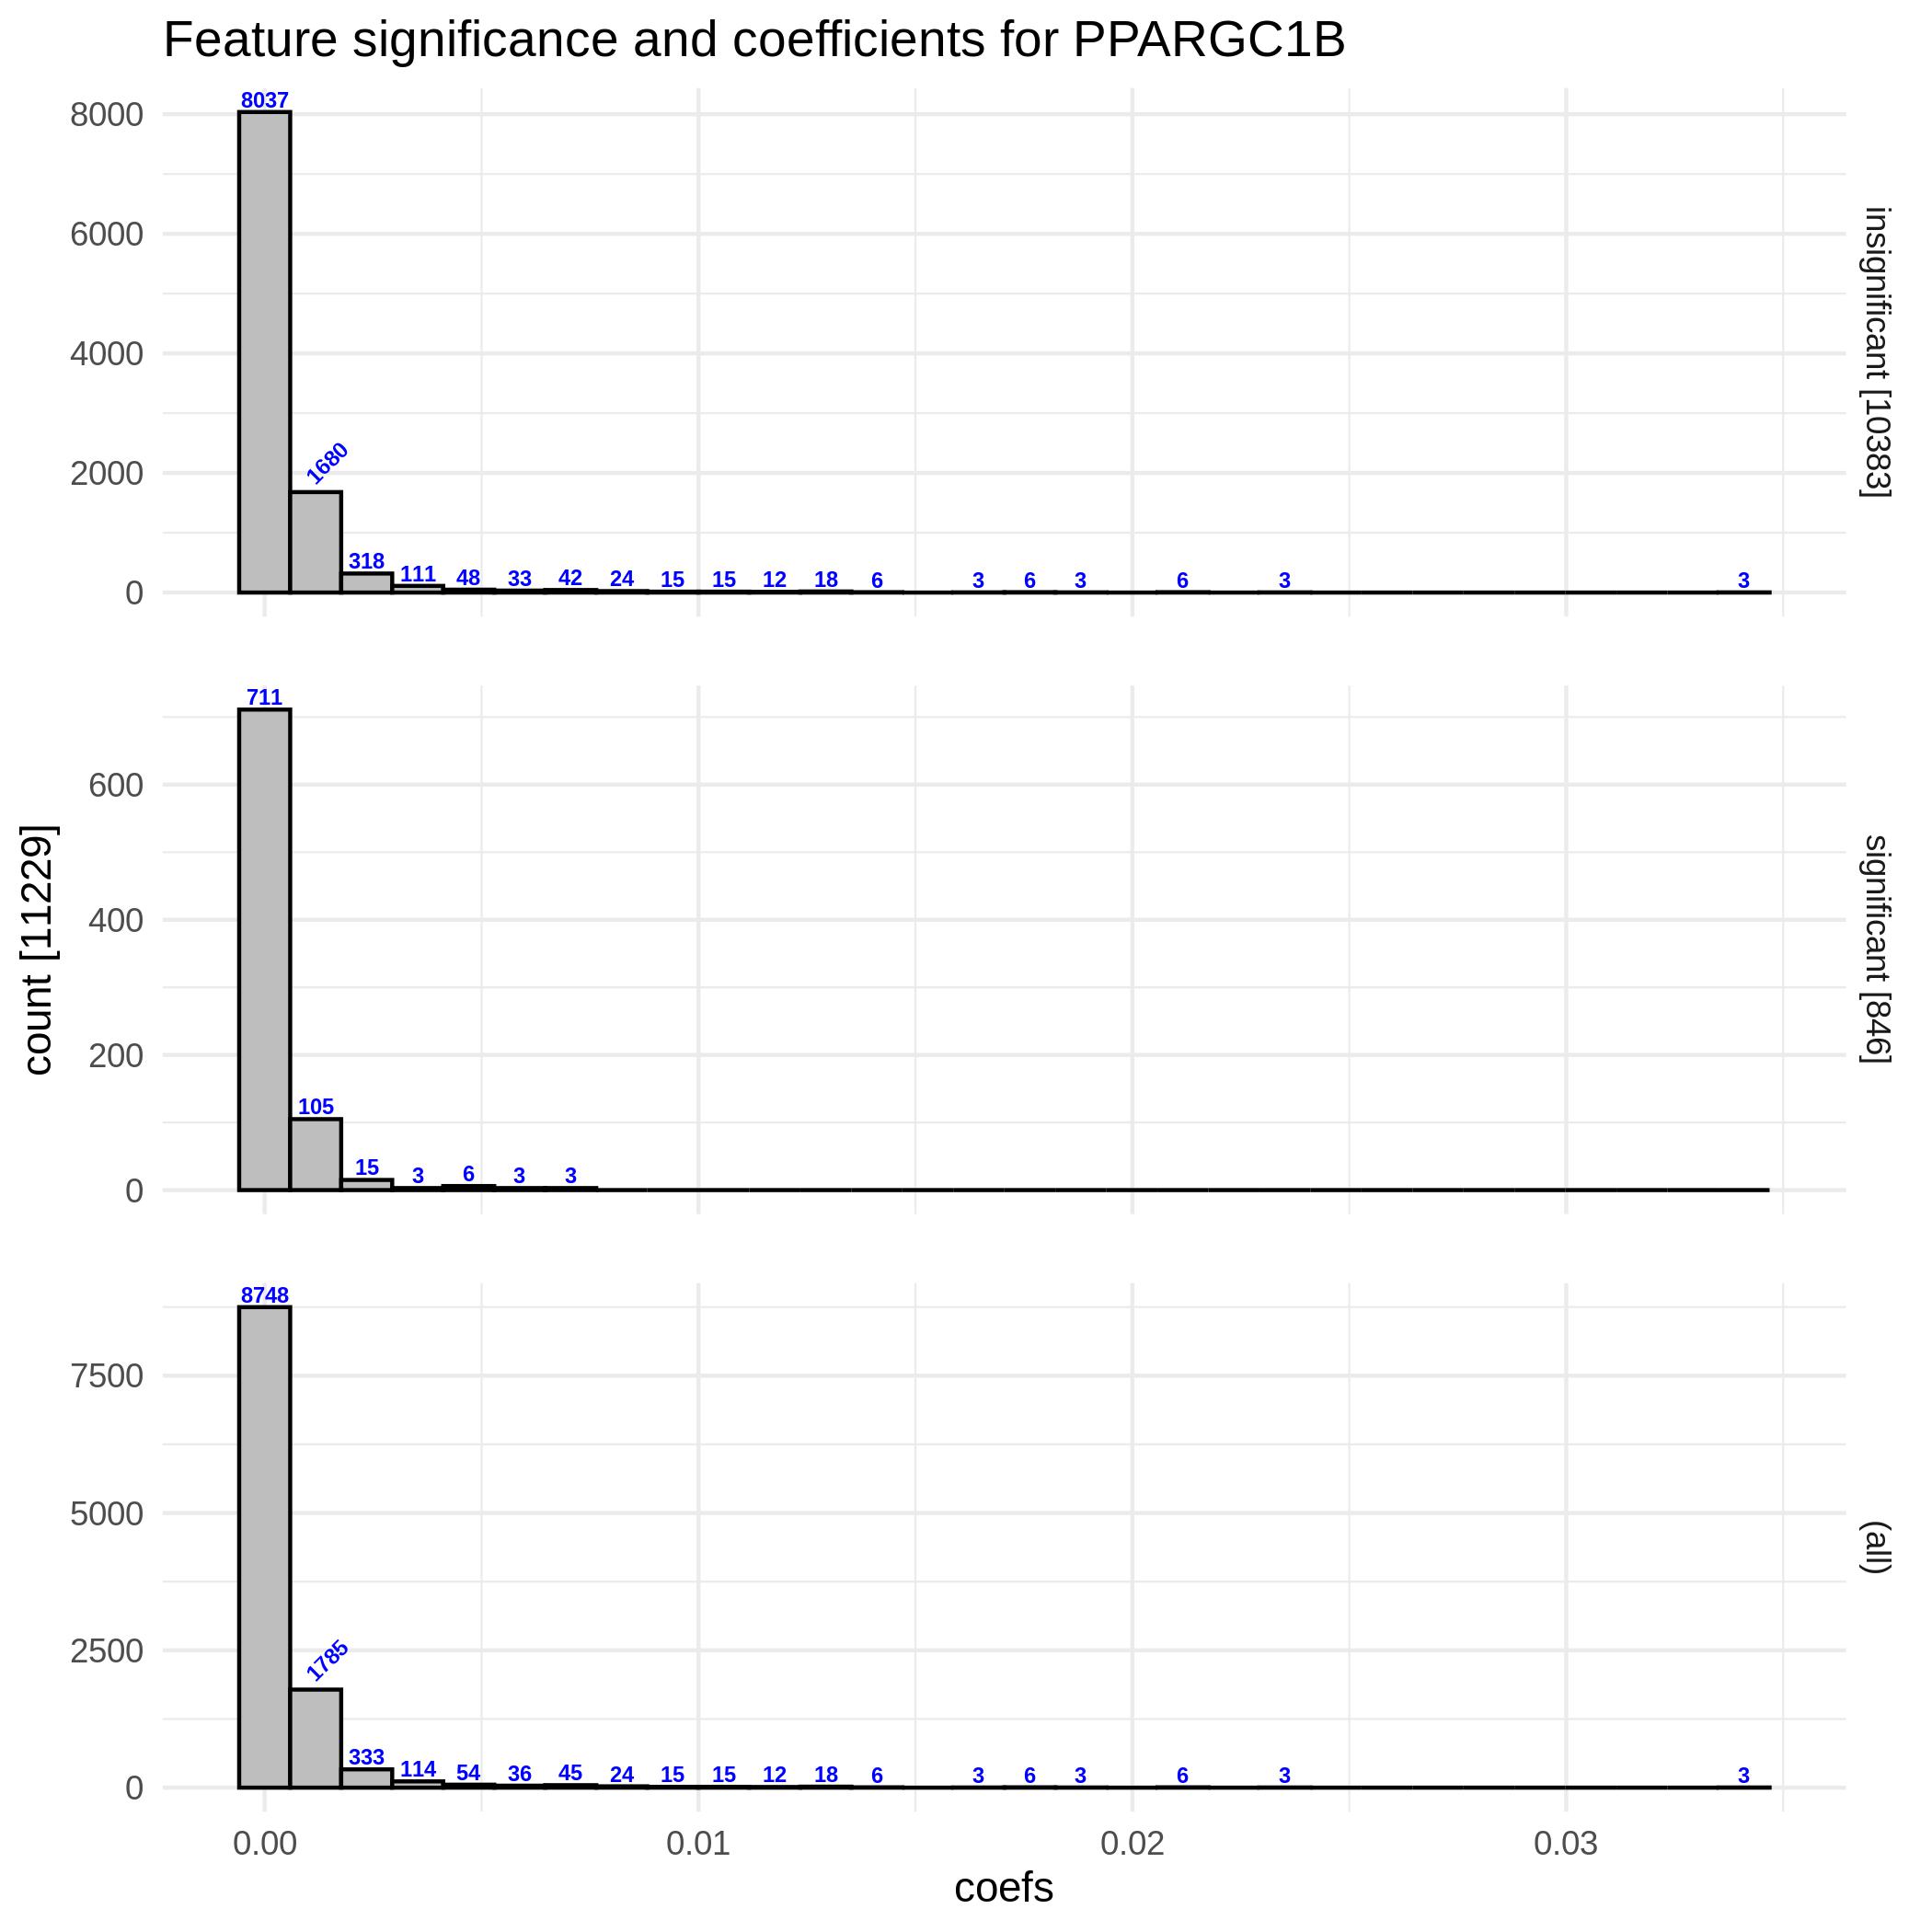 Feature significance and coefficients for PPARGC1B
8000
6000
4000
2000
0
8037
1680
318 111 48 33 42 24 15 15 12 18 6 3 6 3 6 3 3
insignificant [10383]
count [11229]
600
400
200
0
711
105
15 3 6 3 3
significant [846]
7500
5000
2500
0
8748
1785
333 114 54 36 45 24 15 15 12 18 6 3 6 3 6 3 3
(all)
0.00 0.01 0.02 0.03
coefs